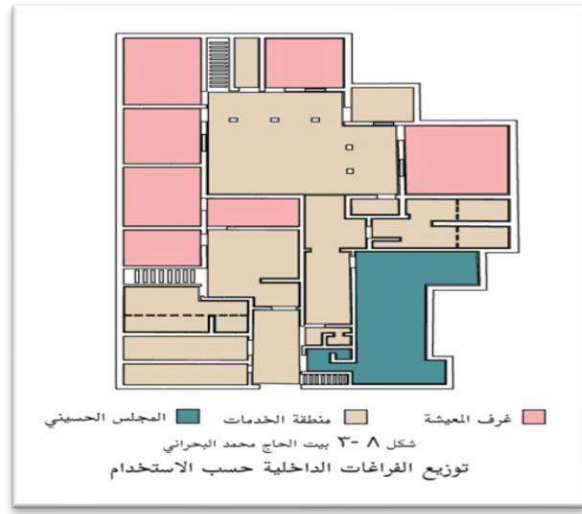 غرف المعيشة منطقة الخدمات المجلس الحسيني
شكل ٨ -٣ بيت الحاج محمد البحراني
توزيع الفراغات الداخلية حسب الاستخدام